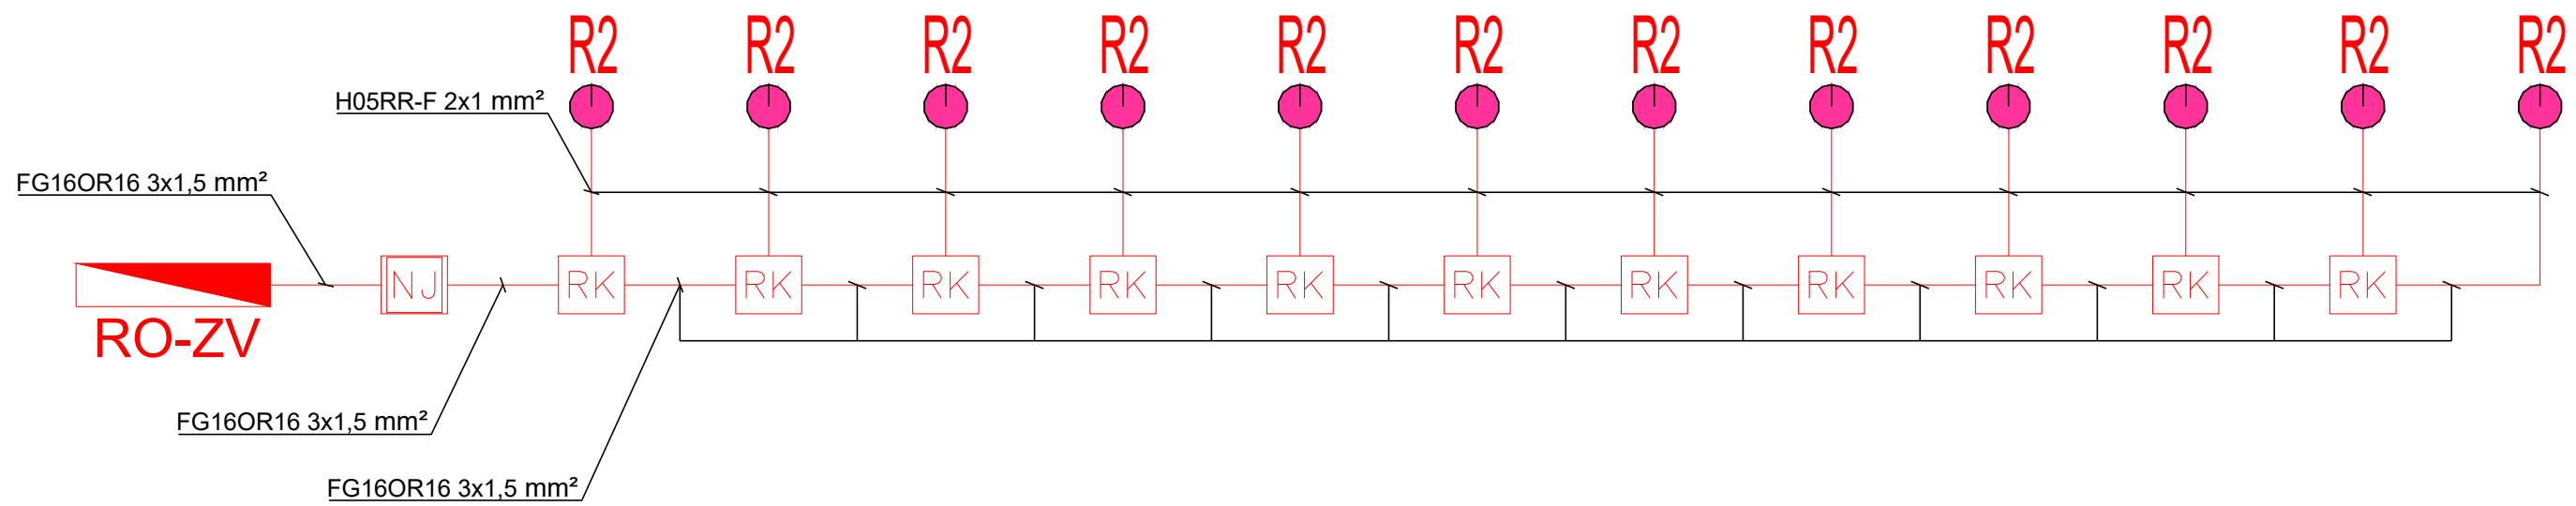 R2 R2 R2 R2 R2 R2 R2 R2 R2 R2 R2 R2
H05RR-F 2x1 mm²
FG16OR16 3x1,5 mm²
NJ RK RK RK RK RK RK RK RK RK RK RK
RO-ZV
FG16OR16 3x1,5 mm²
FG16OR16 3x1,5 mm²